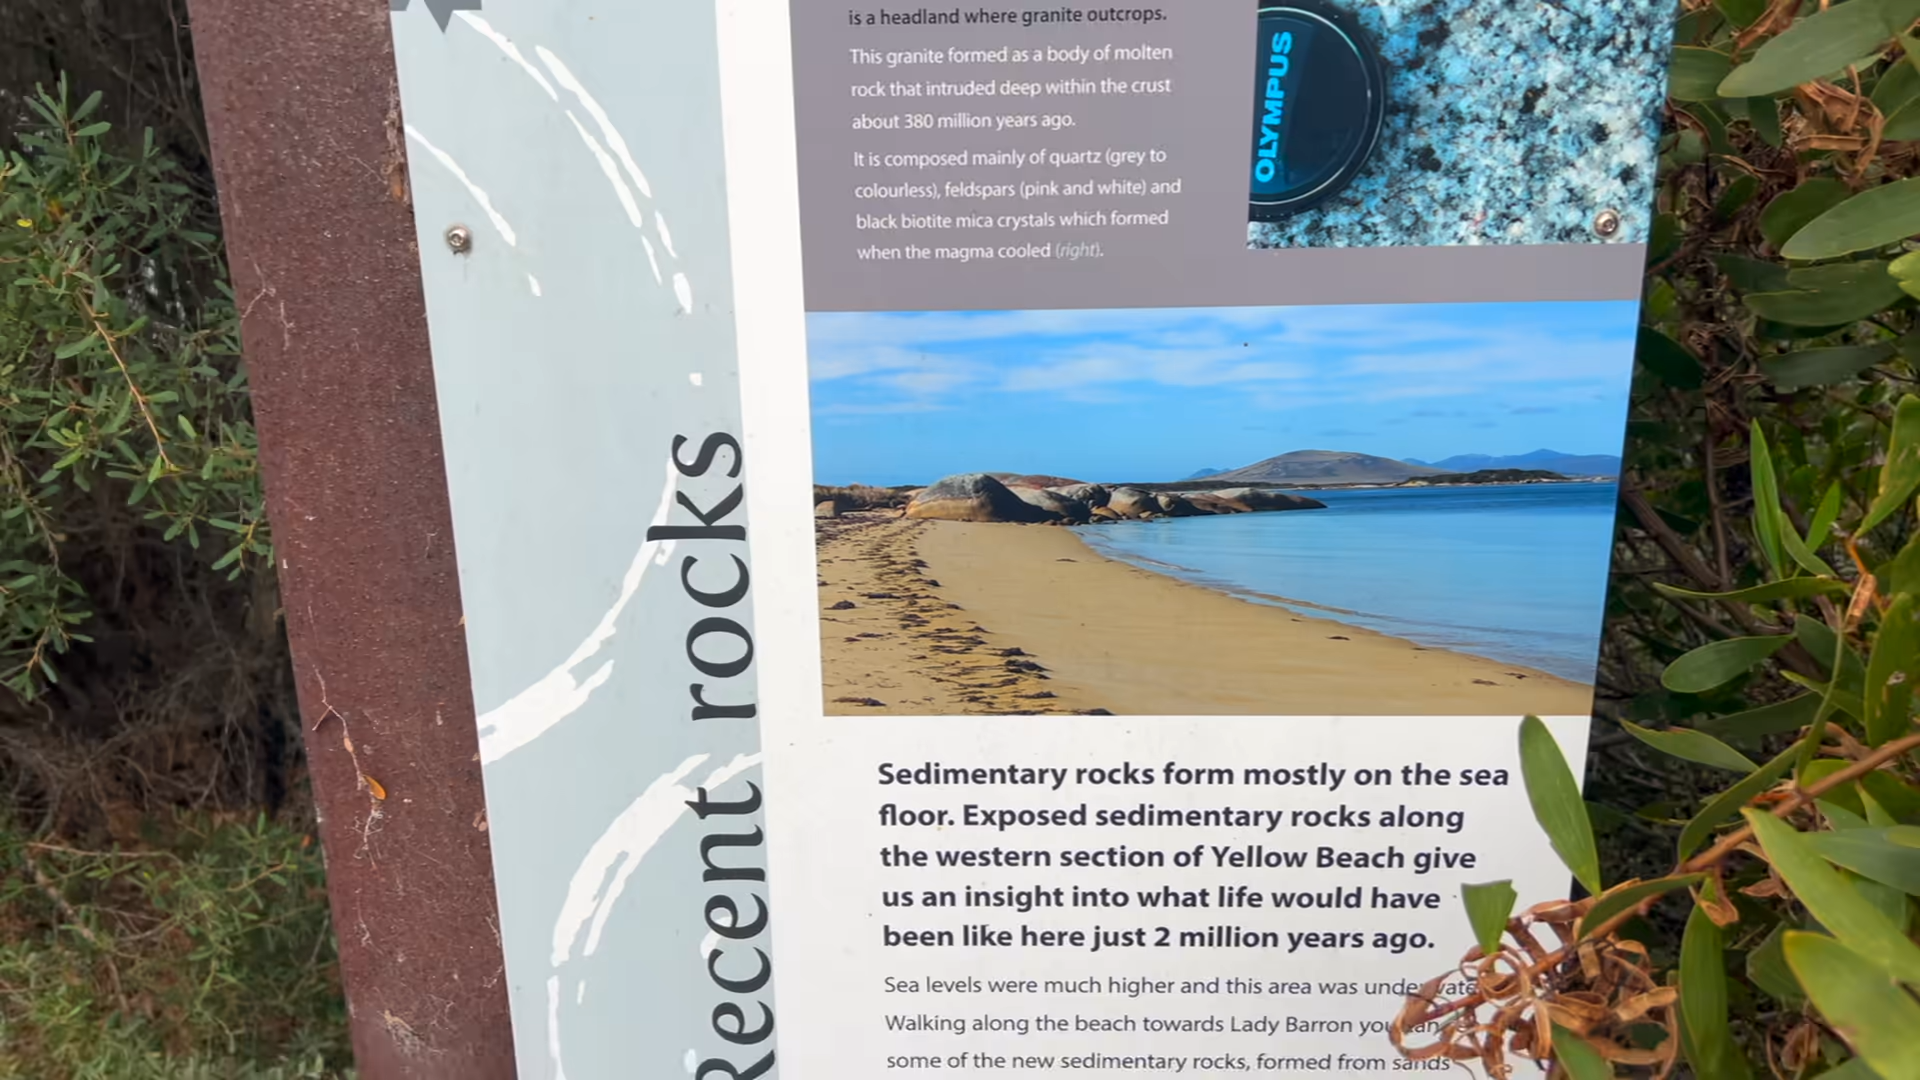 is a headland where granite outcrops.
This granite formed as a body of molten
rock that intruded deep within the crust
about 380 million years ago.
It is composed mainly of quartz (grey to
colourless), feldspars (pink and white) and
black biotite mica crystals which formed
when the magma cooled (right).
OLYMPUS
Recent rocks
Sedimentary rocks form mostly on the sea
floor. Exposed sedimentary rocks along
the western section of Yellow Beach give
us an insight into what life would have
been like here just 2 million years ago.
Sea levels were much higher and this area was
Walking along the beach towards Lady Barron you
some of the new sedimentary rocks, formed from sands